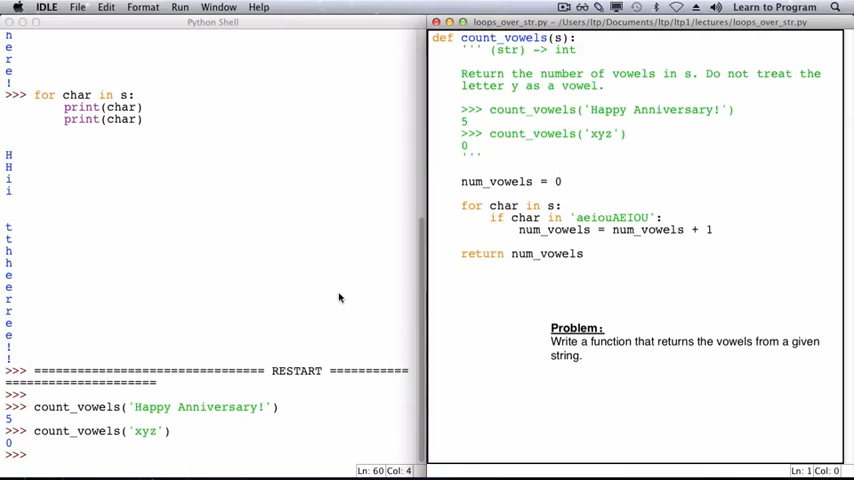 IDLE File Edit Format Run Window Help
Learn to Program
Python Shell
h
e
r
e
!
>>> for char in s:
print(char)
print(char)
H
H
i
i
t
t
h
h
e
e
r
r
e
e
!
!
>>> ================================ RESTART ===========
=====================
>>>
>>> count_vowels('Happy Anniversary!')
5
>>> count_vowels('xyz')
0
>>>
Ln: 60 Col: 4
loops_over_str.py - /Users/ltp/Documents/ltp/ltp1/lectures/loops_over_str.py
def count_vowels(s):
''' (str) -> int
Return the number of vowels in s. Do not treat the
letter y as a vowel.
>>> count_vowels('Happy Anniversary!')
5
>>> count_vowels('xyz')
0
'''
num_vowels = 0
for char in s:
if char in 'aeiouAEIOU':
num_vowels = num_vowels + 1
return num_vowels
Problem:
Write a function that returns the vowels from a given
string.
Ln: 1 Col: 0